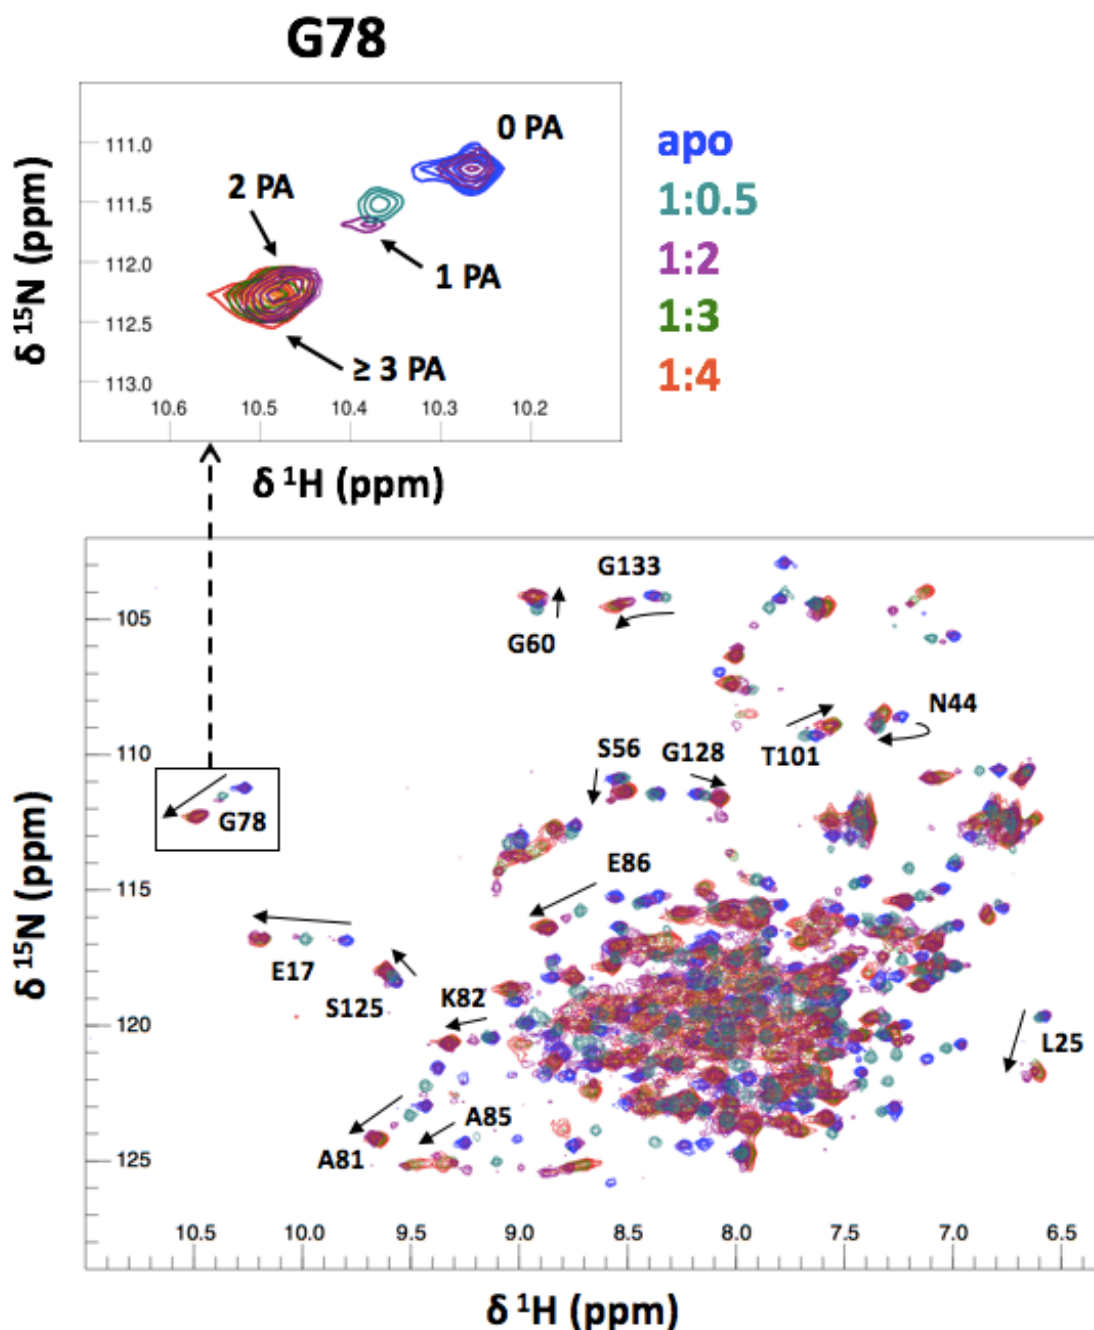 G78
δ ¹⁵N (ppm)
111.0
111.5
112.0
112.5
113.0
0 PA
2 PA
1 PA
≥ 3 PA
10.6
10.5
10.4
10.3
10.2
δ ¹H (ppm)
apo
1:0.5
1:2
1:3
1:4
δ ¹⁵N (ppm)
105
110
115
120
125
G133
G60
N44
T101
S56
G128
G78
E86
E17
S125
K82
L25
A85
A81
10.5
10.0
9.5
9.0
8.5
8.0
7.5
7.0
6.5
δ ¹H (ppm)